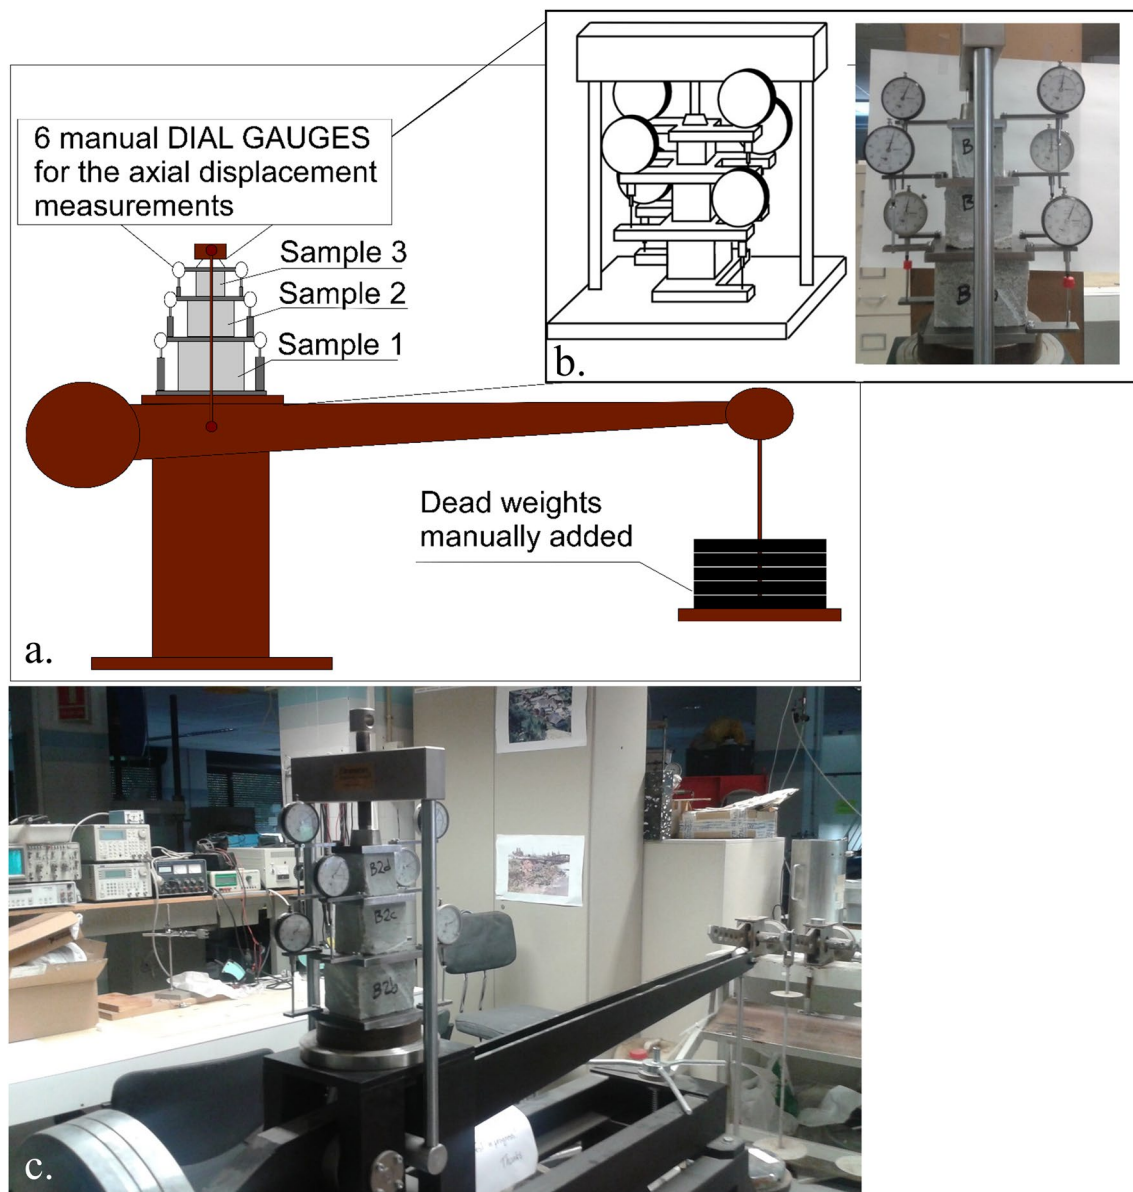 6 manual DIAL GAUGES
for the axial displacement
measurements
Sample 3
Sample 2
Sample 1
Dead weights
manually added
a.
b.
B2d
B2c
B2b
c.